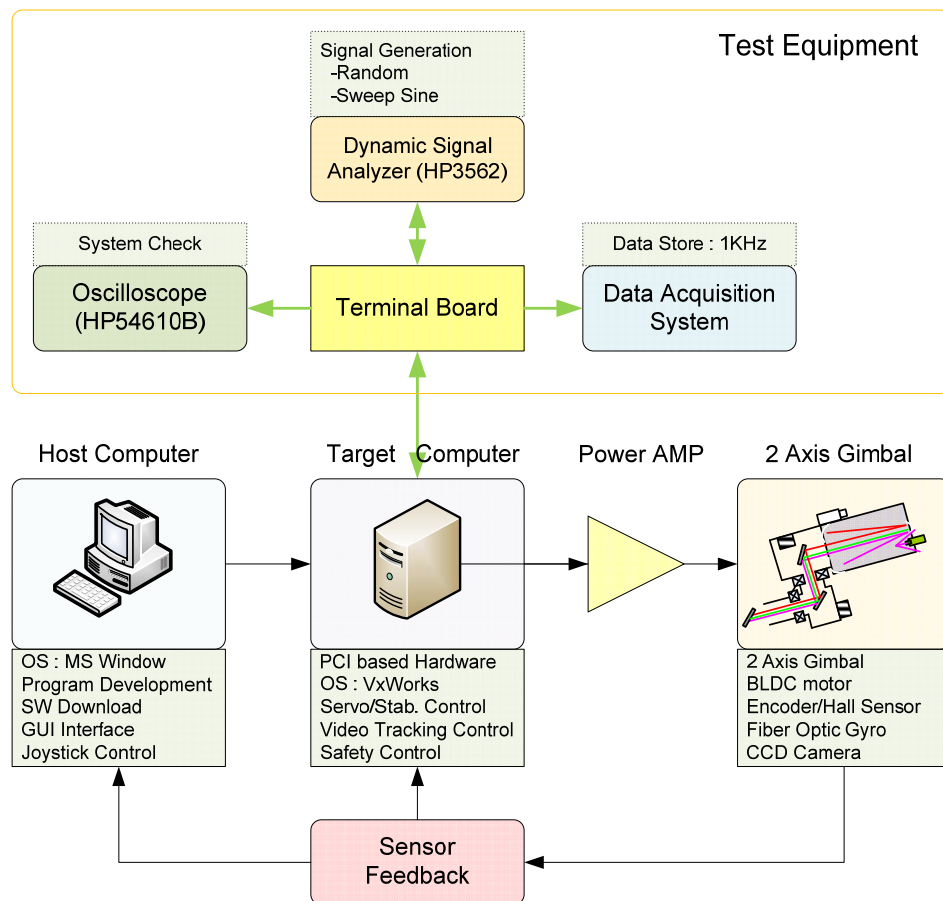 Test Equipment
Signal Generation
-Random
-Sweep Sine
Dynamic Signal
Analyzer (HP3562)
System Check
Oscilloscope
(HP54610B)
Terminal Board
Data Store : 1KHz
Data Acquisition
System
Host Computer
Target Computer
Power AMP
2 Axis Gimbal
OS : MS Window
Program Development
SW Download
GUI Interface
Joystick Control
PCI based Hardware
OS : VxWorks
Servo/Stab. Control
Video Tracking Control
Safety Control
2 Axis Gimbal
BLDC motor
Encoder/Hall Sensor
Fiber Optic Gyro
CCD Camera
Sensor
Feedback